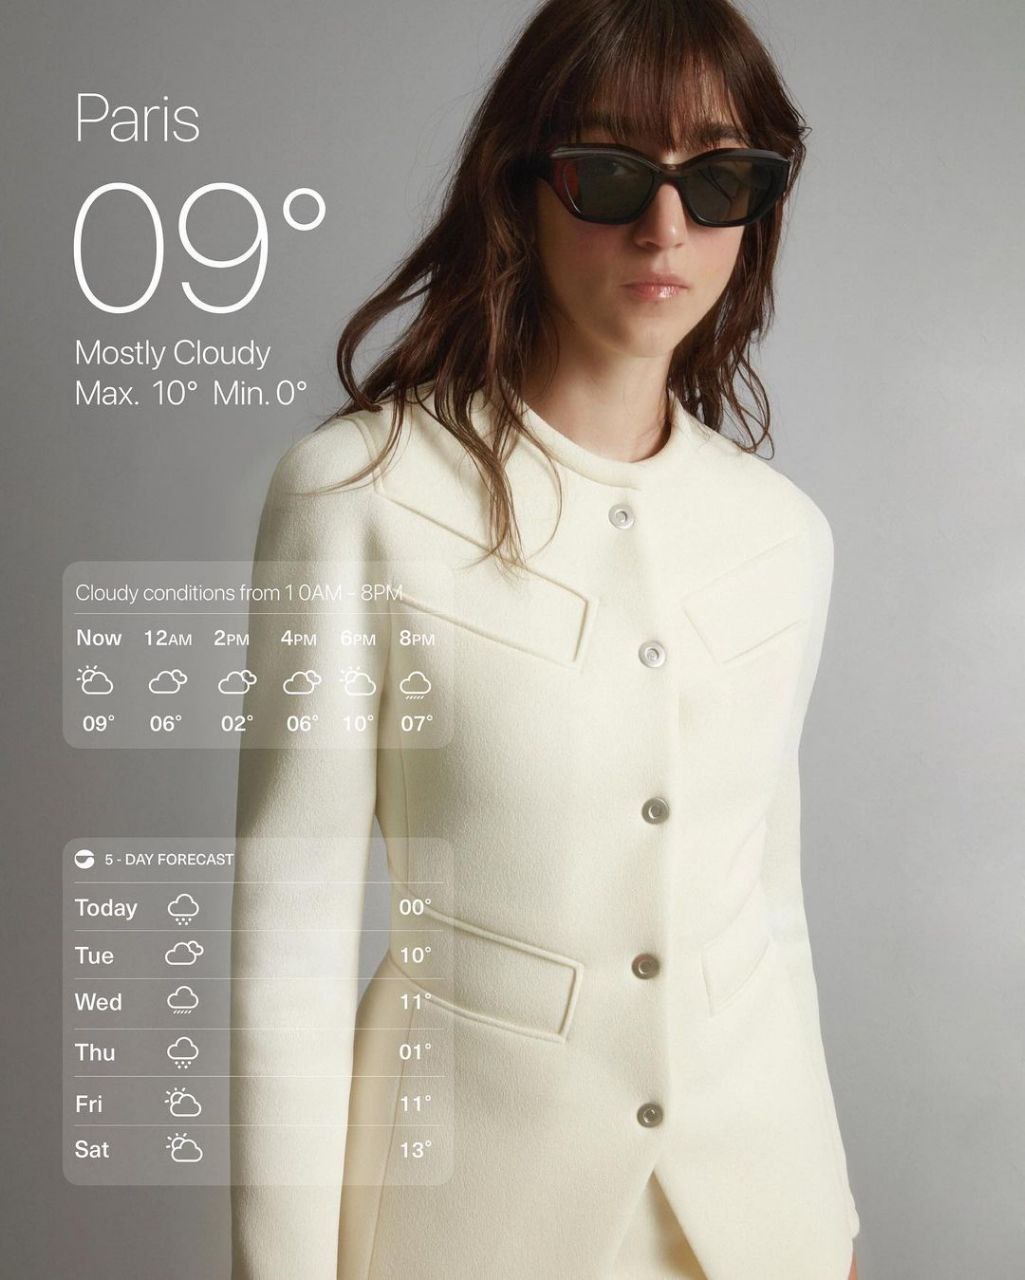 Paris
09°
Mostly Cloudy
Max. 10° Min. 0°
Cloudy conditions from 10AM - 8PM
Now 12AM 2PM 4PM 6PM 8PM
09° 06° 02° 06° 10° 07°
5 - DAY FORECAST
Today 00°
Tue 10°
Wed 11°
Thu 01°
Fri 11°
Sat 13°